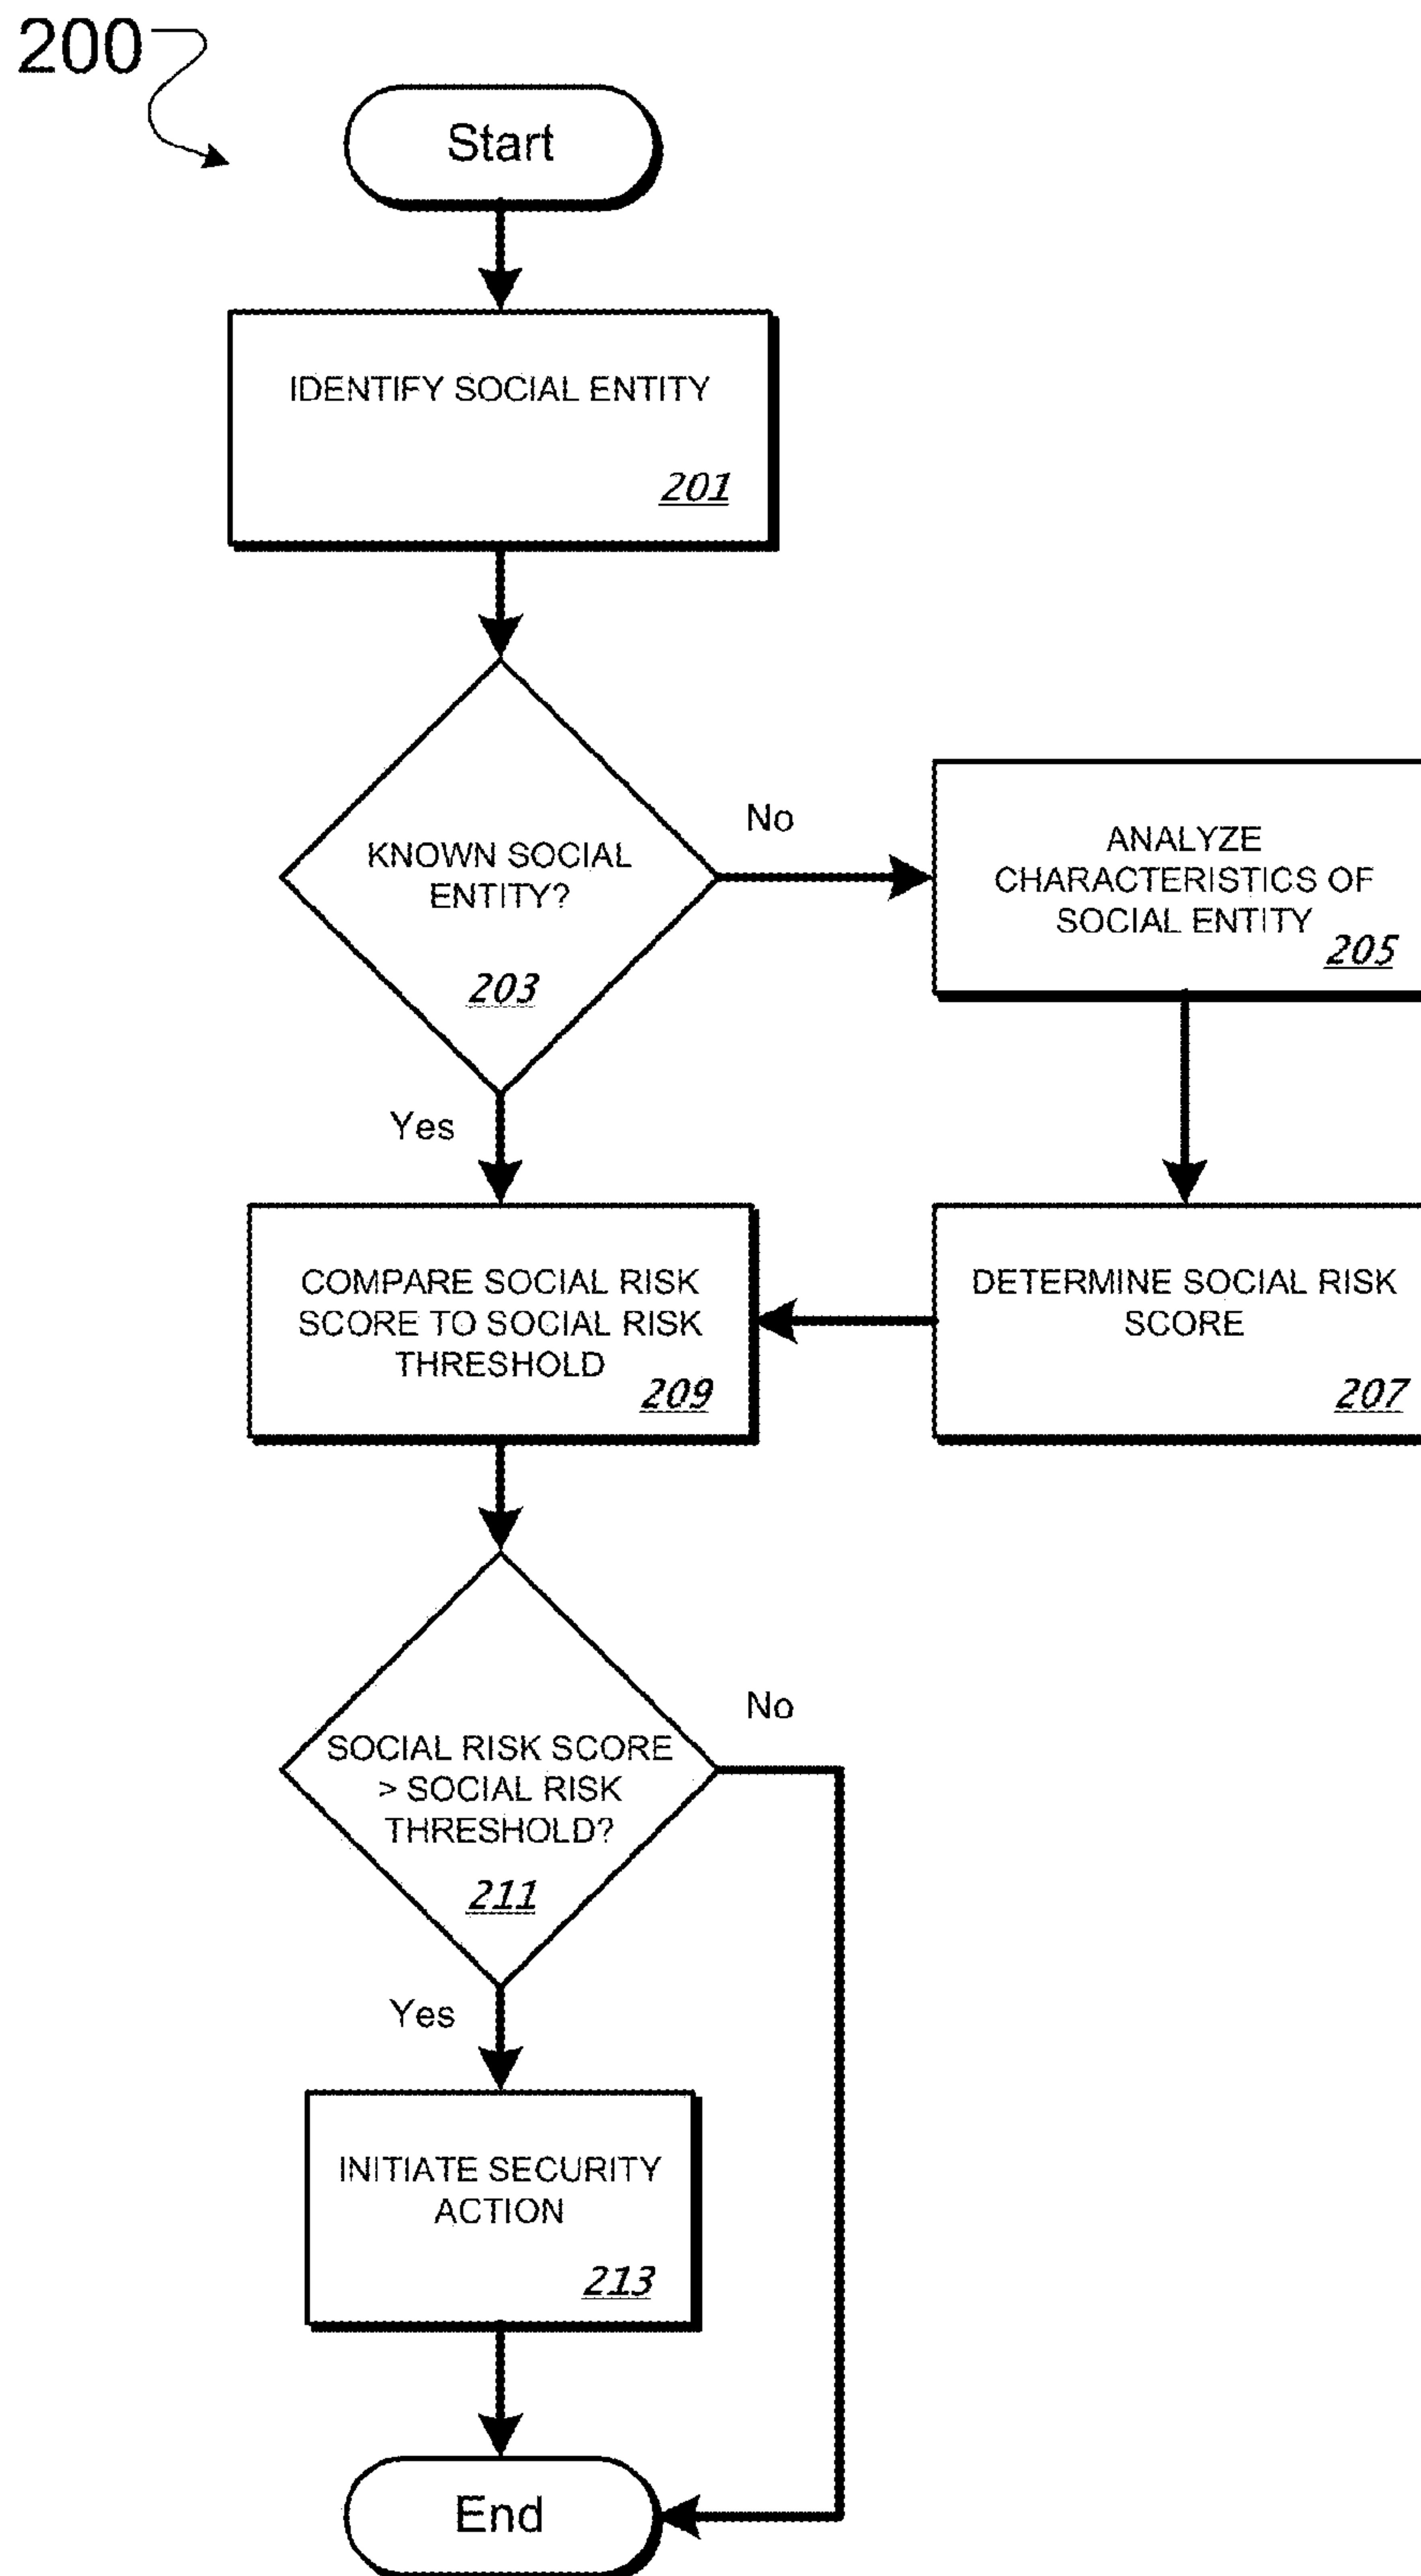 200
Start
IDENTIFY SOCIAL ENTITY
201
KNOWN SOCIAL
ENTITY?
203
No
ANALYZE
CHARACTERISTICS OF
SOCIAL ENTITY
205
Yes
COMPARE SOCIAL RISK
SCORE TO SOCIAL RISK
THRESHOLD
209
DETERMINE SOCIAL RISK
SCORE
207
SOCIAL RISK SCORE
> SOCIAL RISK
THRESHOLD?
211
No
Yes
INITIATE SECURITY
ACTION
213
End